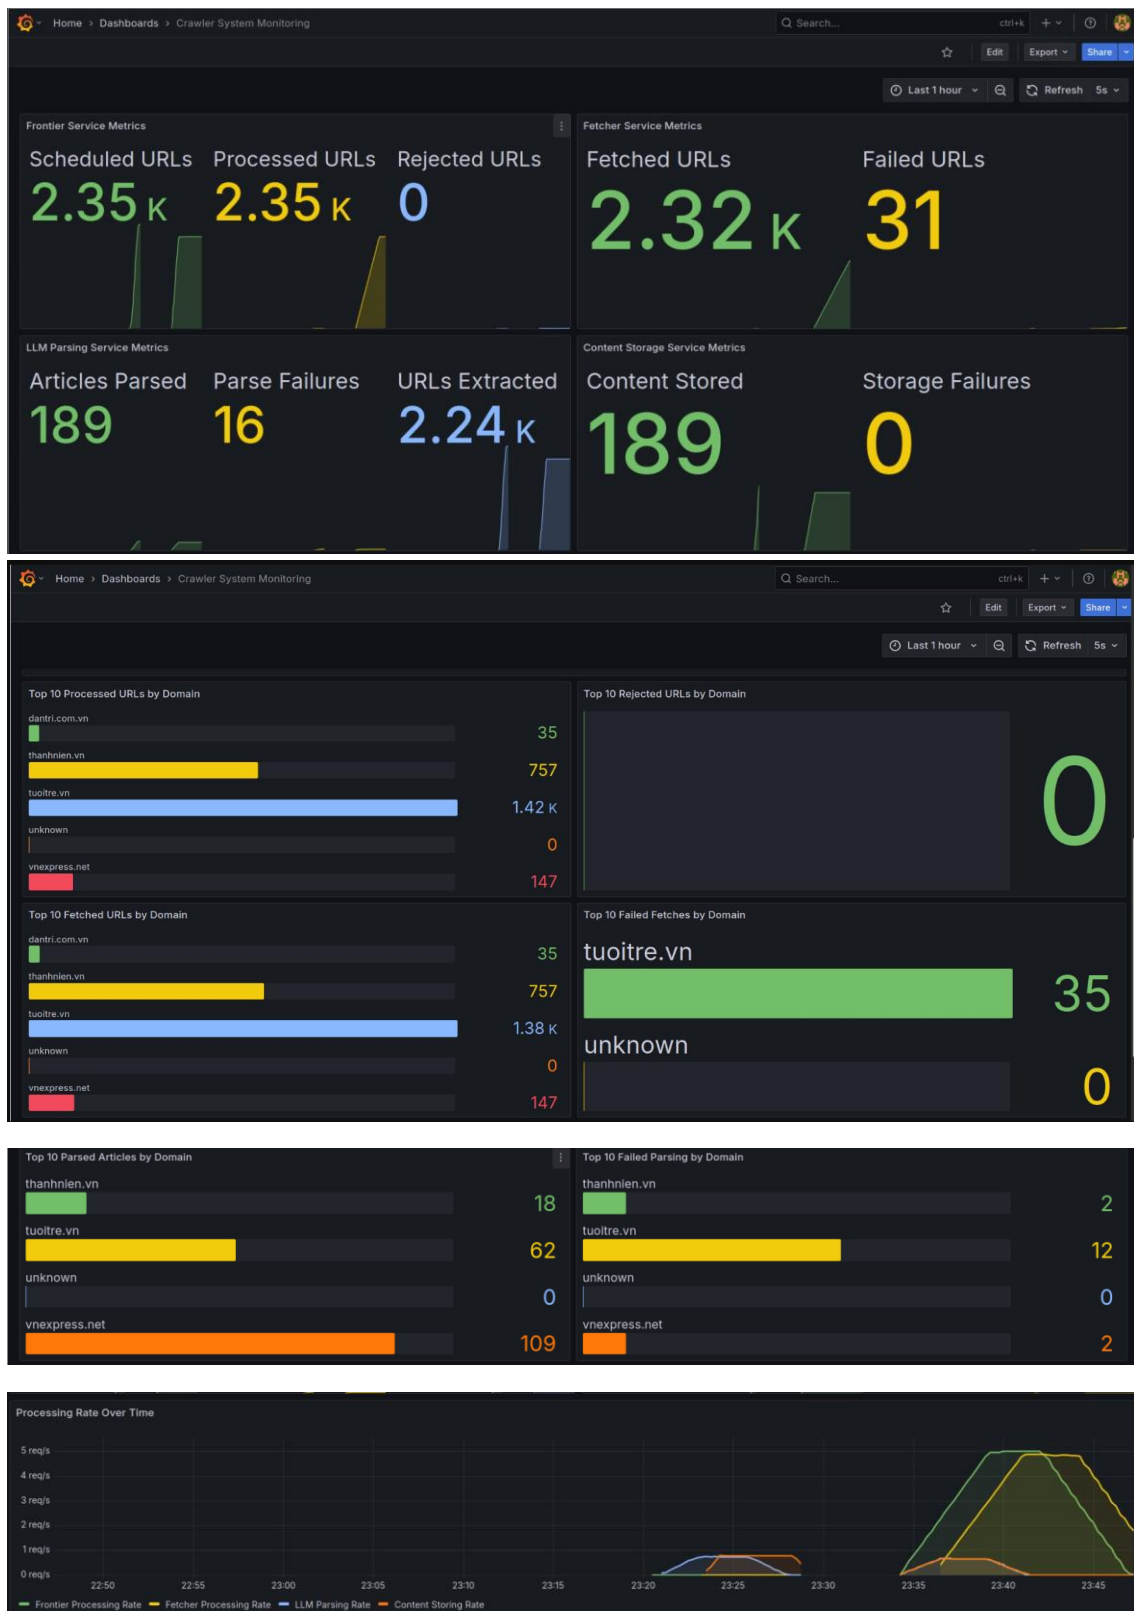 Home > Dashboards > Crawler System Monitoring
Search... ctrl+k
Edit Export Share
Last 1 hour Refresh 5s
Frontier Service Metrics
Scheduled URLs Processed URLs Rejected URLs
2.35 K 2.35 K 0
Fetcher Service Metrics
Fetched URLs Failed URLs
2.32 K 31
LLM Parsing Service Metrics
Articles Parsed Parse Failures URLs Extracted
189 16 2.24 K
Content Storage Service Metrics
Content Stored Storage Failures
189 0
Home > Dashboards > Crawler System Monitoring
Search... ctrl+k
Edit Export Share
Last 1 hour Refresh 5s
Top 10 Processed URLs by Domain
dantri.com.vn
35
thanhnien.vn
757
tuoitre.vn
1.42 K
unknown
0
vnexpress.net
147
Top 10 Rejected URLs by Domain
0
Top 10 Fetched URLs by Domain
dantri.com.vn
35
thanhnien.vn
757
tuoitre.vn
1.38 K
unknown
0
vnexpress.net
147
Top 10 Failed Fetches by Domain
tuoitre.vn
35
unknown
0
Top 10 Parsed Articles by Domain
thanhnien.vn
18
tuoitre.vn
62
unknown
0
vnexpress.net
109
Top 10 Failed Parsing by Domain
thanhnien.vn
2
tuoitre.vn
12
unknown
0
vnexpress.net
2
Processing Rate Over Time
5 req/s
4 req/s
3 req/s
2 req/s
1 req/s
0 req/s
22:50 22:55 23:00 23:05 23:10 23:15 23:20 23:25 23:30 23:35 23:40 23:45
Frontier Processing Rate Fetcher Processing Rate LLM Parsing Rate Content Storing Rate